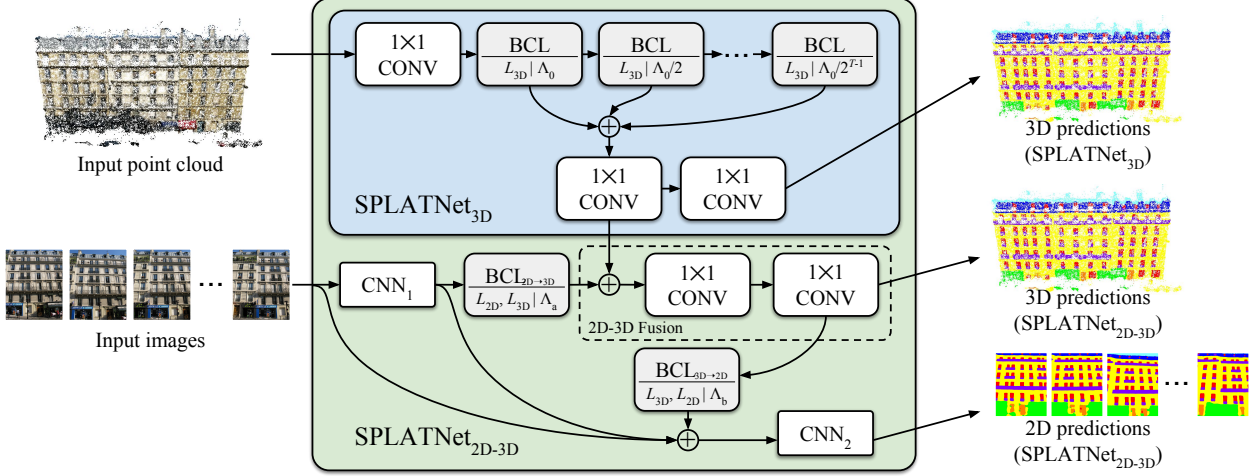 1×1
CONV
BCL
L3D | Λ0
BCL
L3D | Λ0/2
...
BCL
L3D | Λ0/2^T-1
Input point cloud
1×1
CONV
1×1
CONV
SPLATNet3D
3D predictions
(SPLATNet3D)
Input images
...
CNN1
BCL2D→3D
L2D, L3D | Λa
1×1
CONV
1×1
CONV
2D-3D Fusion
3D predictions
(SPLATNet2D-3D)
BCL3D→2D
L3D, L2D | Λb
CNN2
SPLATNet2D-3D
...
2D predictions
(SPLATNet2D-3D)